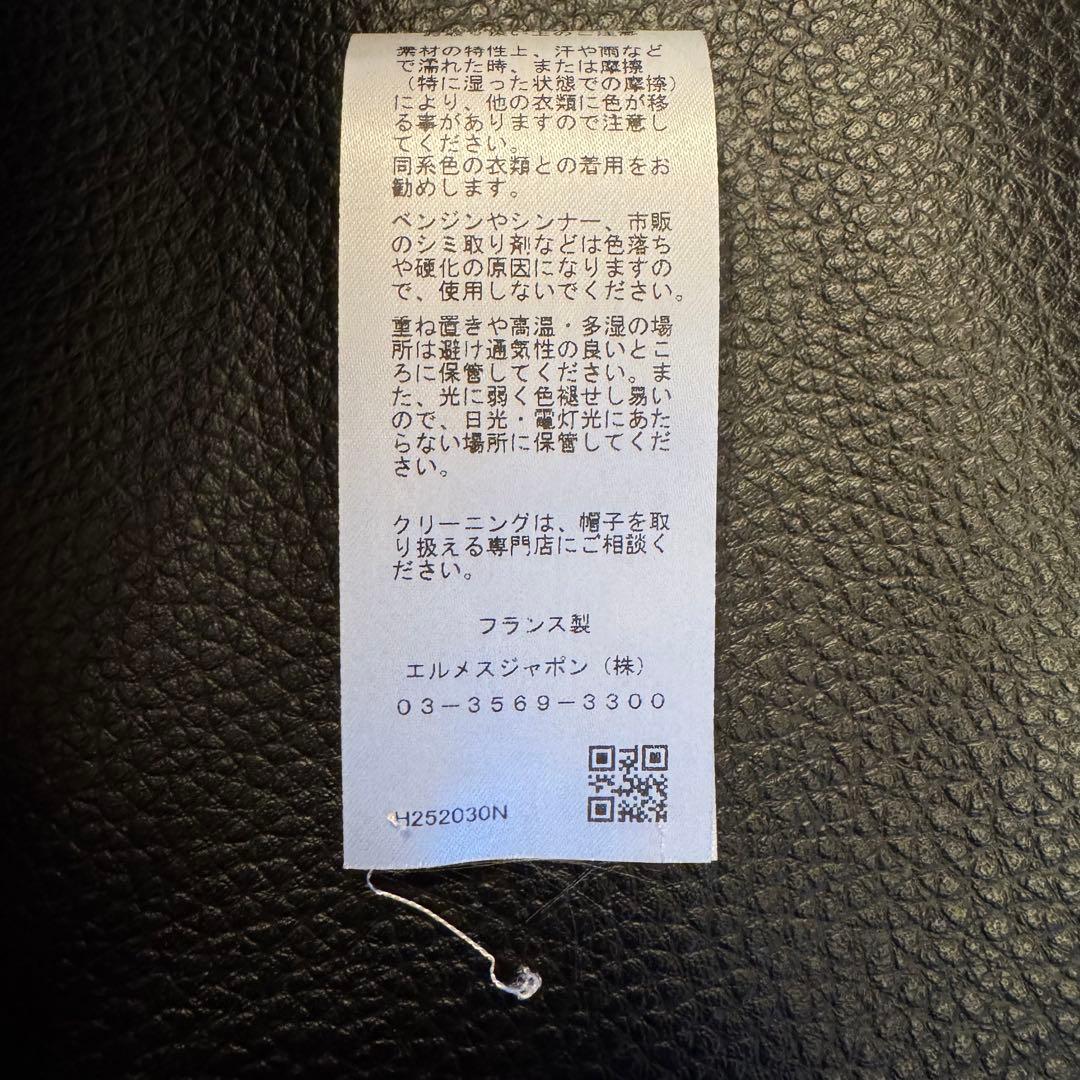 お取り扱い上のご注意
素材の特性上、汗や雨など
で濡れた時、または摩擦
（特に湿った状態での摩擦）
により、他の衣類に色が移
る事がありますので注意し
てください。
同系色の衣類との着用をお
勧めします。
ベンジンやシンナー、市販
のシミ取り剤などは色落ち
や硬化の原因になりますの
で、使用しないでください。
重ね置きや高温・多湿の場
所は避け通気性の良いとこ
ろに保管してください。ま
た、光に弱く色褪せし易い
ので、日光・電灯光にあた
らない場所に保管してくだ
さい。
クリーニングは、帽子を取
り扱える専門店にご相談く
ださい。
フランス製
エルメスジャポン（株）
０３－３５６９－３３００
H252030N